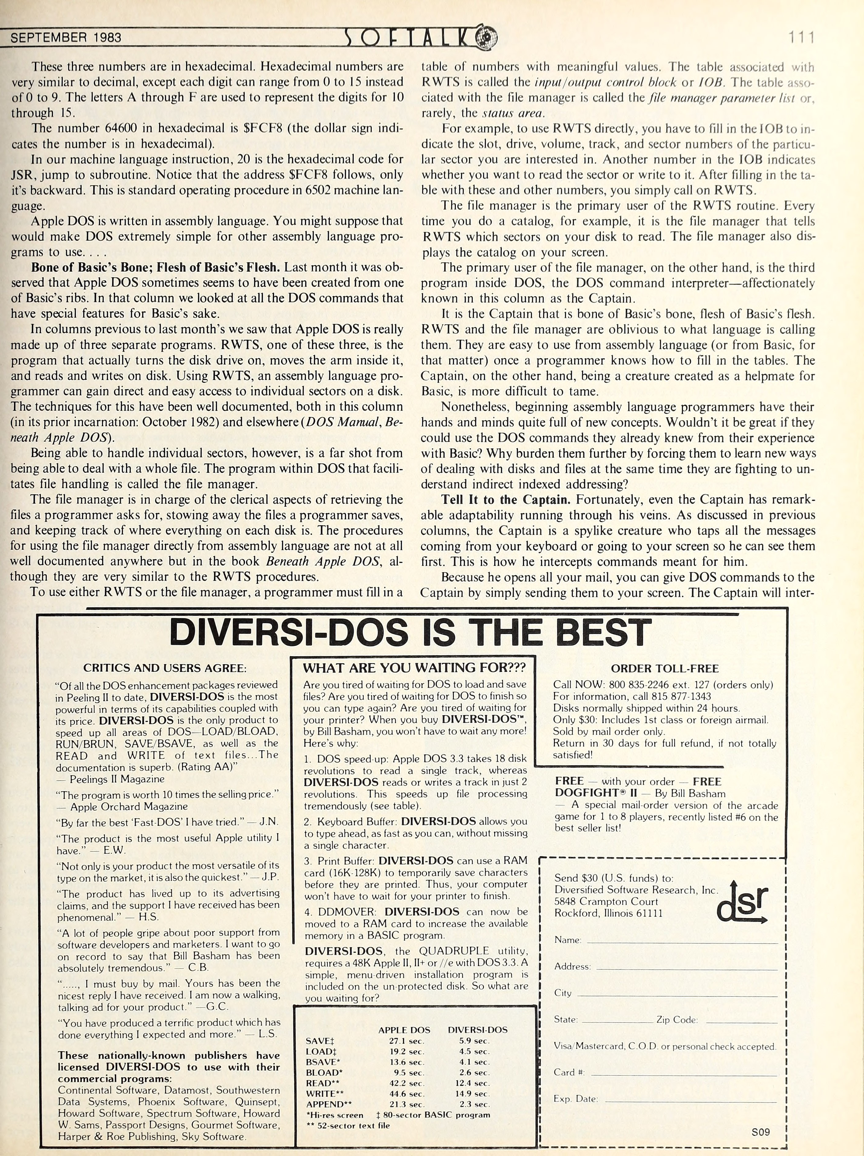 SEPTEMBER 1983
SOFTALK
111
These three numbers are in hexadecimal. Hexadecimal numbers are
very similar to decimal, except each digit can range from 0 to 15 instead
of 0 to 9. The letters A through F are used to represent the digits for 10
through 15.
The number 64600 in hexadecimal is $FCF8 (the dollar sign indi-
cates the number is in hexadecimal).
In our machine language instruction, 20 is the hexadecimal code for
JSR, jump to subroutine. Notice that the address $FCF8 follows, only
it's backward. This is standard operating procedure in 6502 machine lan-
guage.
Apple DOS is written in assembly language. You might suppose that
would make DOS extremely simple for other assembly language pro-
grams to use. . . .
Bone of Basic's Bone; Flesh of Basic's Flesh. Last month it was ob-
served that Apple DOS sometimes seems to have been created from one
of Basic's ribs. In that column we looked at all the DOS commands that
have special features for Basic's sake.
In columns previous to last month's we saw that Apple DOS is really
made up of three separate programs. RWTS, one of these three, is the
program that actually turns the disk drive on, moves the arm inside it,
and reads and writes on disk. Using RWTS, an assembly language pro-
grammer can gain direct and easy access to individual sectors on a disk.
The techniques for this have been well documented, both in this column
(in its prior incarnation: October 1982) and elsewhere (DOS Manual, Be-
neath Apple DOS).
Being able to handle individual sectors, however, is a far shot from
being able to deal with a whole file. The program within DOS that facili-
tates file handling is called the file manager.
The file manager is in charge of the clerical aspects of retrieving the
files a programmer asks for, stowing away the files a programmer saves,
and keeping track of where everything on each disk is. The procedures
for using the file manager directly from assembly language are not at all
well documented anywhere but in the book Beneath Apple DOS, al-
though they are very similar to the RWTS procedures.
To use either RWTS or the file manager, a programmer must fill in a
table of numbers with meaningful values. The table associated with
RWTS is called the input/output control block or IOB. The table asso-
ciated with the file manager is called the file manager parameter list or,
rarely, the status area.
For example, to use RWTS directly, you have to fill in the IOB to in-
dicate the slot, drive, volume, track, and sector numbers of the particu-
lar sector you are interested in. Another number in the IOB indicates
whether you want to read the sector or write to it. After filling in the ta-
ble with these and other numbers, you simply call on RWTS.
The file manager is the primary user of the RWTS routine. Every
time you do a catalog, for example, it is the file manager that tells
RWTS which sectors on your disk to read. The file manager also dis-
plays the catalog on your screen.
The primary user of the file manager, on the other hand, is the third
program inside DOS, the DOS command interpreter—affectionately
known in this column as the Captain.
It is the Captain that is bone of Basic's bone, flesh of Basic's flesh.
RWTS and the file manager are oblivious to what language is calling
them. They are easy to use from assembly language (or from Basic, for
that matter) once a programmer knows how to fill in the tables. The
Captain, on the other hand, being a creature created as a helpmate for
Basic, is more difficult to tame.
Nonetheless, beginning assembly language programmers have their
hands and minds quite full of new concepts. Wouldn't it be great if they
could use the DOS commands they already knew from their experience
with Basic? Why burden them further by forcing them to learn new ways
of dealing with disks and files at the same time they are fighting to un-
derstand indirect indexed addressing?
Tell It to the Captain. Fortunately, even the Captain has remark-
able adaptability running through his veins. As discussed in previous
columns, the Captain is a spylike creature who taps all the messages
coming from your keyboard or going to your screen so he can see them
first. This is how he intercepts commands meant for him.
Because he opens all your mail, you can give DOS commands to the
Captain by simply sending them to your screen. The Captain will inter-
DIVERSI-DOS IS THE BEST
CRITICS AND USERS AGREE:
"Of all the DOS enhancement packages reviewed
in Peeling II to date, DIVERSI-DOS is the most
powerful in terms of its capabilities coupled with
its price. DIVERSI-DOS is the only product to
speed up all areas of DOS—LOAD/BLOAD,
RUN/BRUN, SAVE/BSAVE, as well as the
READ and WRITE of text files...The
documentation is superb. (Rating AA)"
— Peelings II Magazine
"The program is worth 10 times the selling price."
— Apple Orchard Magazine
"By far the best 'Fast-DOS' I have tried." — J.N.
"The product is the most useful Apple utility I
have." — E.W.
"Not only is your product the most versatile of its
type on the market, it is also the quickest." — J.P.
"The product has lived up to its advertising
claims, and the support I have received has been
phenomenal." — H.S.
"A lot of people gripe about poor support from
software developers and marketers. I want to go
on record to say that Bill Basham has been
absolutely tremendous." — C.B.
"....., I must buy by mail. Yours has been the
nicest reply I have received. I am now a walking,
talking ad for your product." —G.C.
"You have produced a terrific product which has
done everything I expected and more." — L.S.
These nationally-known publishers have
licensed DIVERSI-DOS to use with their
commercial programs:
Continental Software, Datamost, Southwestern
Data Systems, Phoenix Software, Quinsept,
Howard Software, Spectrum Software, Howard
W. Sams, Passport Designs, Gourmet Software,
Harper & Roe Publishing, Sky Software.
WHAT ARE YOU WAITING FOR???
Are you tired of waiting for DOS to load and save
files? Are you tired of waiting for DOS to finish so
you can type again? Are you tired of waiting for
your printer? When you buy DIVERSI-DOS™,
by Bill Basham, you won't have to wait any more!
Here's why:
1. DOS speed-up: Apple DOS 3.3 takes 18 disk
revolutions to read a single track, whereas
DIVERSI-DOS reads or writes a track in just 2
revolutions. This speeds up file processing
tremendously (see table).
2. Keyboard Buffer: DIVERSI-DOS allows you
to type ahead, as fast as you can, without missing
a single character.
3. Print Buffer: DIVERSI-DOS can use a RAM
card (16K-128K) to temporarily save characters
before they are printed. Thus, your computer
won't have to wait for your printer to finish.
4. DDMOVER: DIVERSI-DOS can now be
moved to a RAM card to increase the available
memory in a BASIC program.
DIVERSI-DOS, the QUADRUPLE utility,
requires a 48K Apple II, II+ or //e with DOS 3.3. A
simple, menu-driven installation program is
included on the un-protected disk. So what are
you waiting for?
APPLE DOS DIVERSI-DOS
SAVE‡ 27.1 sec. 5.9 sec.
LOAD‡ 19.2 sec. 4.5 sec.
BSAVE* 13.6 sec. 4.1 sec.
BLOAD* 9.5 sec. 2.6 sec.
READ** 42.2 sec. 12.4 sec.
WRITE** 44.6 sec. 14.9 sec.
APPEND** 21.3 sec. 2.3 sec.
*Hi-res screen ‡ 80-sector BASIC program
** 52-sector text file
ORDER TOLL-FREE
Call NOW: 800 835-2246 ext. 127 (orders only)
For information, call 815 877-1343
Disks normally shipped within 24 hours.
Only $30: Includes 1st class or foreign airmail.
Sold by mail order only.
Return in 30 days for full refund, if not totally
satisfied!
FREE — with your order — FREE
DOGFIGHT® II — By Bill Basham
— A special mail-order version of the arcade
game for 1 to 8 players, recently listed #6 on the
best seller list!
Send $30 (U.S. funds) to:
Diversified Software Research, Inc.
5848 Crampton Court
Rockford, Illinois 61111
dsr
Name:
Address:
City
State: Zip Code:
Visa/Mastercard, C.O.D. or personal check accepted.
Card #:
Exp. Date:
S09